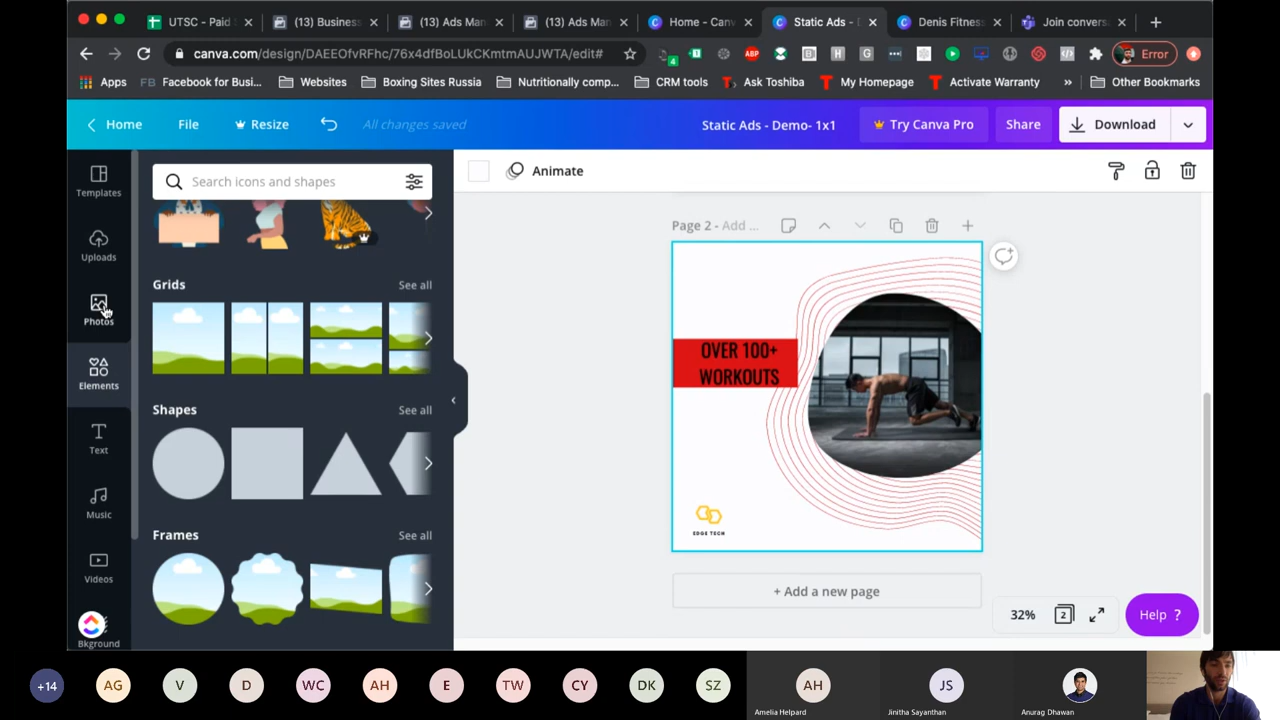 UTSC - Paid
(13) Business
(13) Ads Man
(13) Ads Man
Home - Canv
Static Ads - D
Denis Fitness
Join convers
canva.com/design/DAEEOfvRFhc/76x4dfBoLUkCKmtmAUJWTA/edit#
4
ABP
B
H
G
Error
Apps
FB Facebook for Busi...
Websites
Boxing Sites Russia
Nutritionally comp...
CRM tools
Ask Toshiba
My Homepage
Activate Warranty
»
Other Bookmarks
Home
File
Resize
All changes saved
Static Ads - Demo- 1x1
Try Canva Pro
Share
Download
Templates
Uploads
Photos
Elements
Text
Music
Videos
Bkground
Search icons and shapes
Grids
See all
Shapes
See all
Frames
See all
Animate
Page 2 - Add ...
OVER 100+
WORKOUTS
EDGE TECH
+ Add a new page
32%
2
Help ?
+14
AG
V
D
WC
AH
E
TW
CY
DK
SZ
AH
JS
Amelia Helpard
Jinitha Sayanthan
Anurag Dhawan